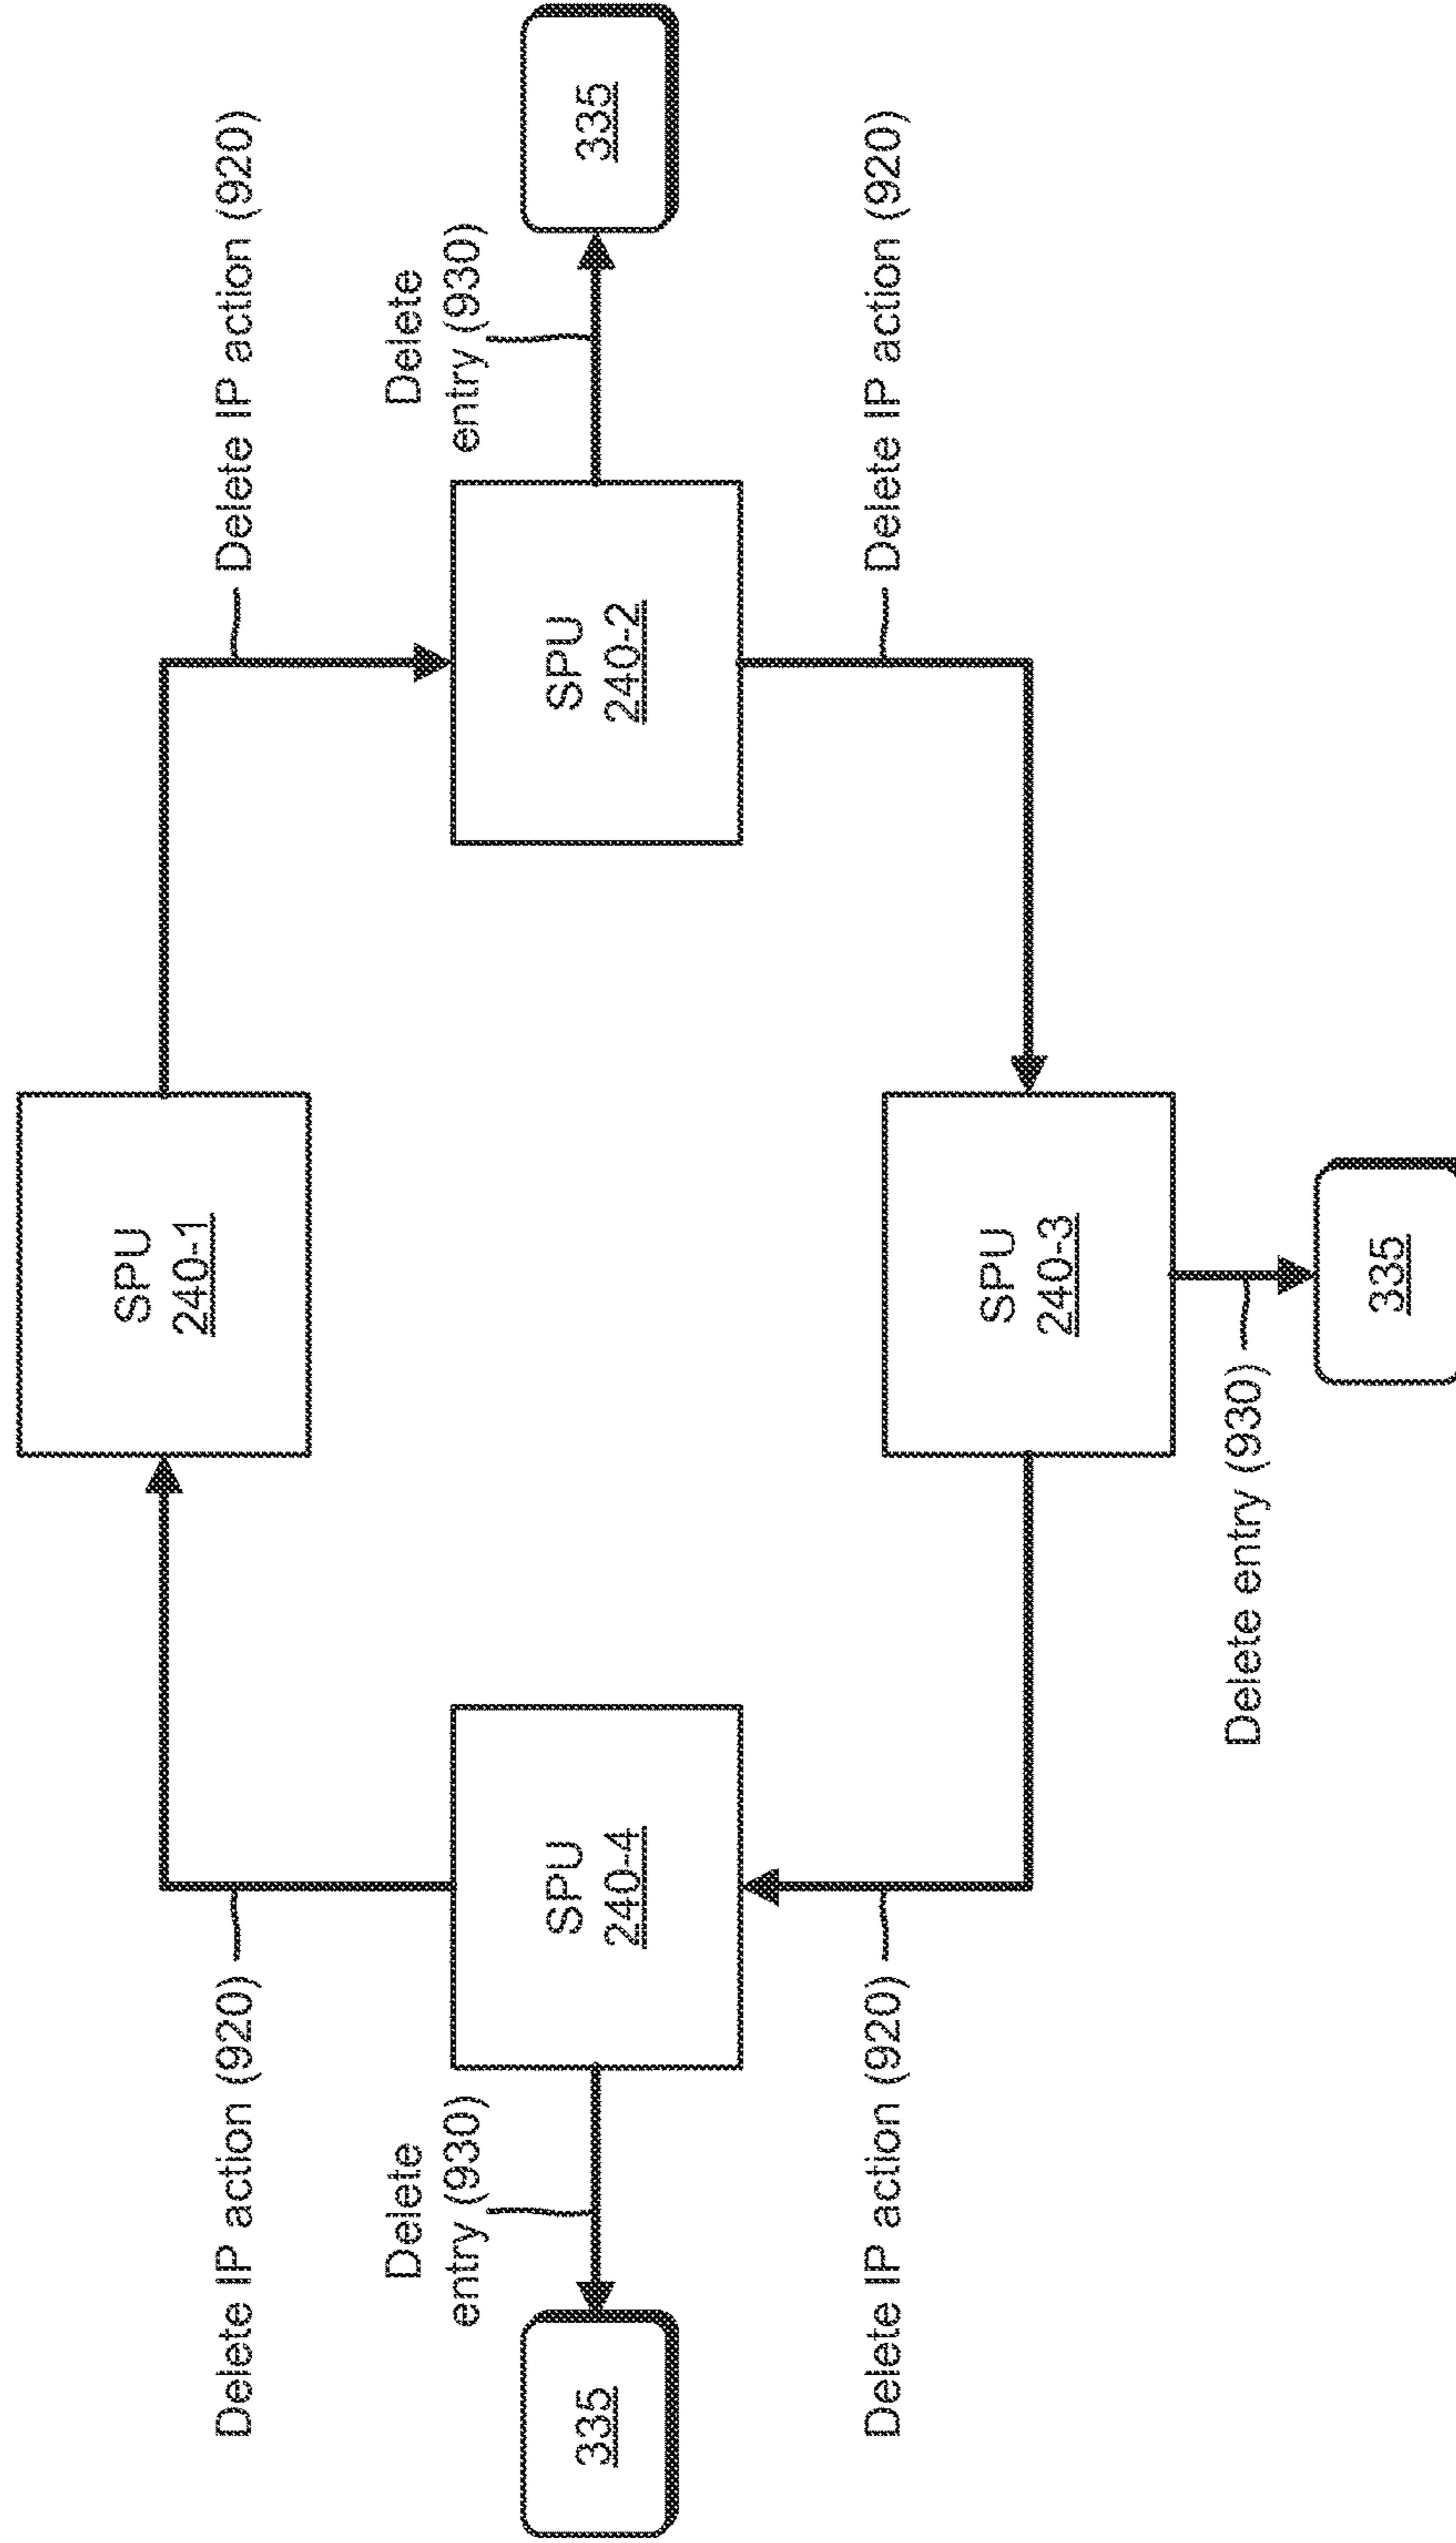 SPU
240-1
Delete IP action (920)
Delete IP action (920)
Delete
entry (930)
Delete
entry (930)
335
SPU
240-4
SPU
240-2
335
Delete IP action (920)
Delete IP action (920)
SPU
240-3
Delete entry (930)
335